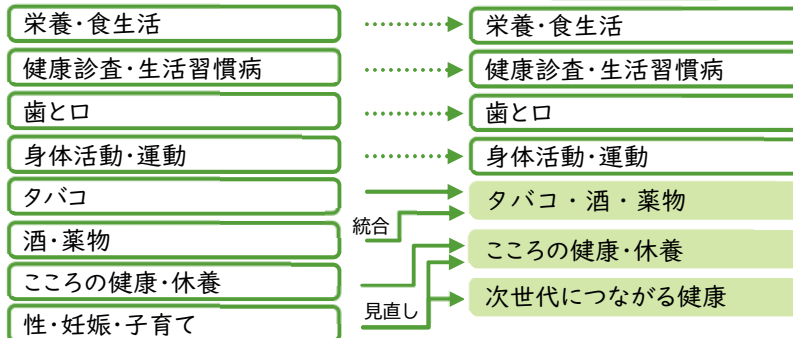 栄養・食生活
健康診査・生活習慣病
歯と口
身体活動・運動
タバコ
酒・薬物
こころの健康・休養
性・妊娠・子育て
統合
見直し
栄養・食生活
健康診査・生活習慣病
歯と口
身体活動・運動
タバコ・酒・薬物
こころの健康・休養
次世代につながる健康